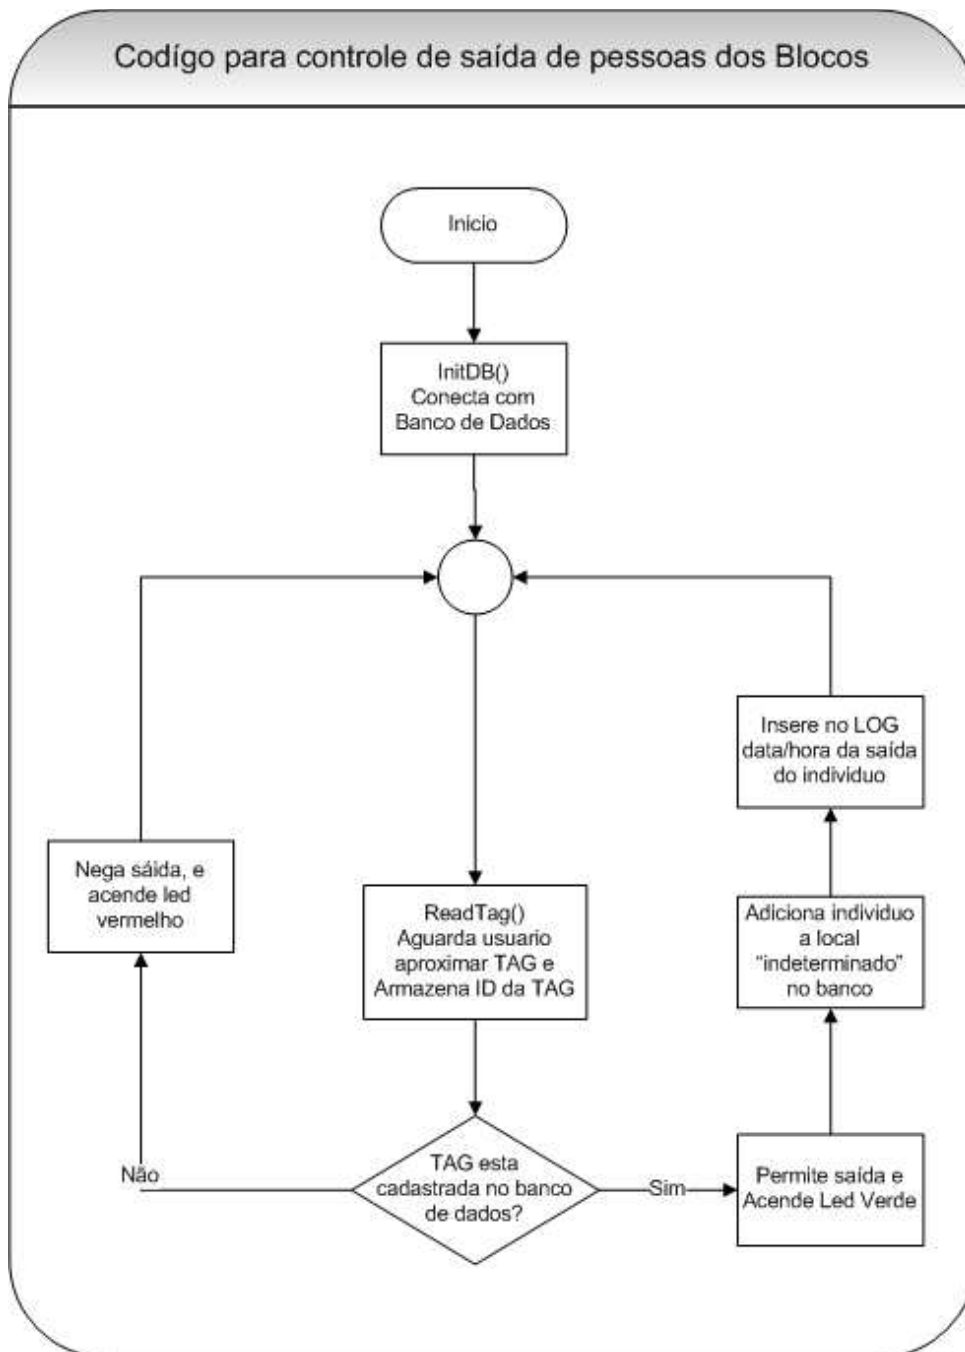 Codígo para controle de saída de pessoas dos Blocos
Inicio
InitDB()
Conecta com
Banco de Dados
Insere no LOG
data/hora da saída
do individuo
Nega sáida, e
acende led
vermelho
ReadTag()
Aguarda usuario
aproximar TAG e
Armazena ID da TAG
Adiciona individuo
a local
“indeterminado”
no banco
Não
TAG esta
cadastrada no banco
de dados?
Sim
Permite saída e
Acende Led Verde